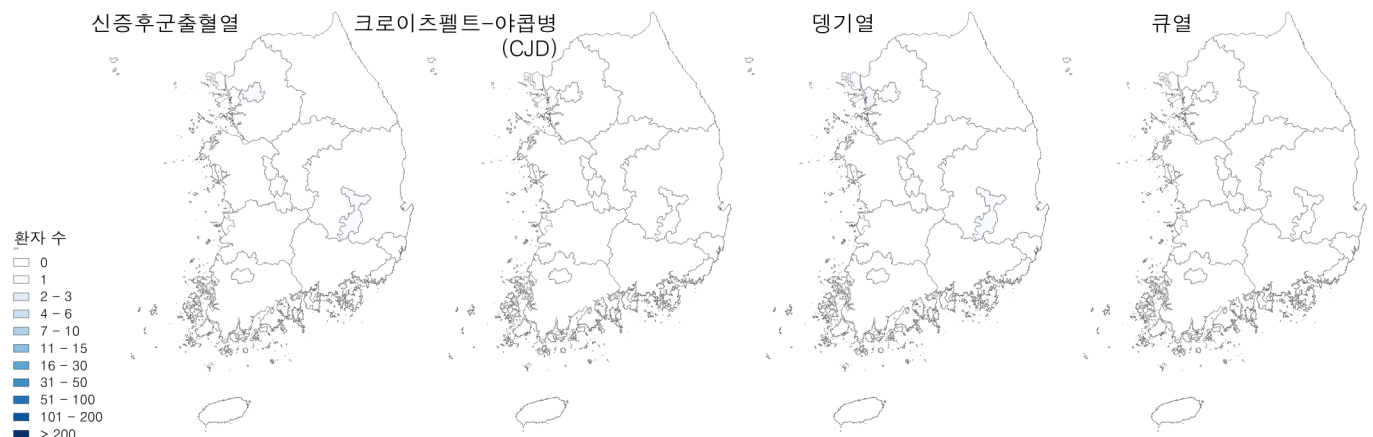 신증후군출혈열
크로이츠펠트-야콥병
(CJD)
뎅기열
큐열
환자 수
0
1
2 - 3
4 - 6
7 - 10
11 - 15
16 - 30
31 - 50
51 - 100
101 - 200
> 200